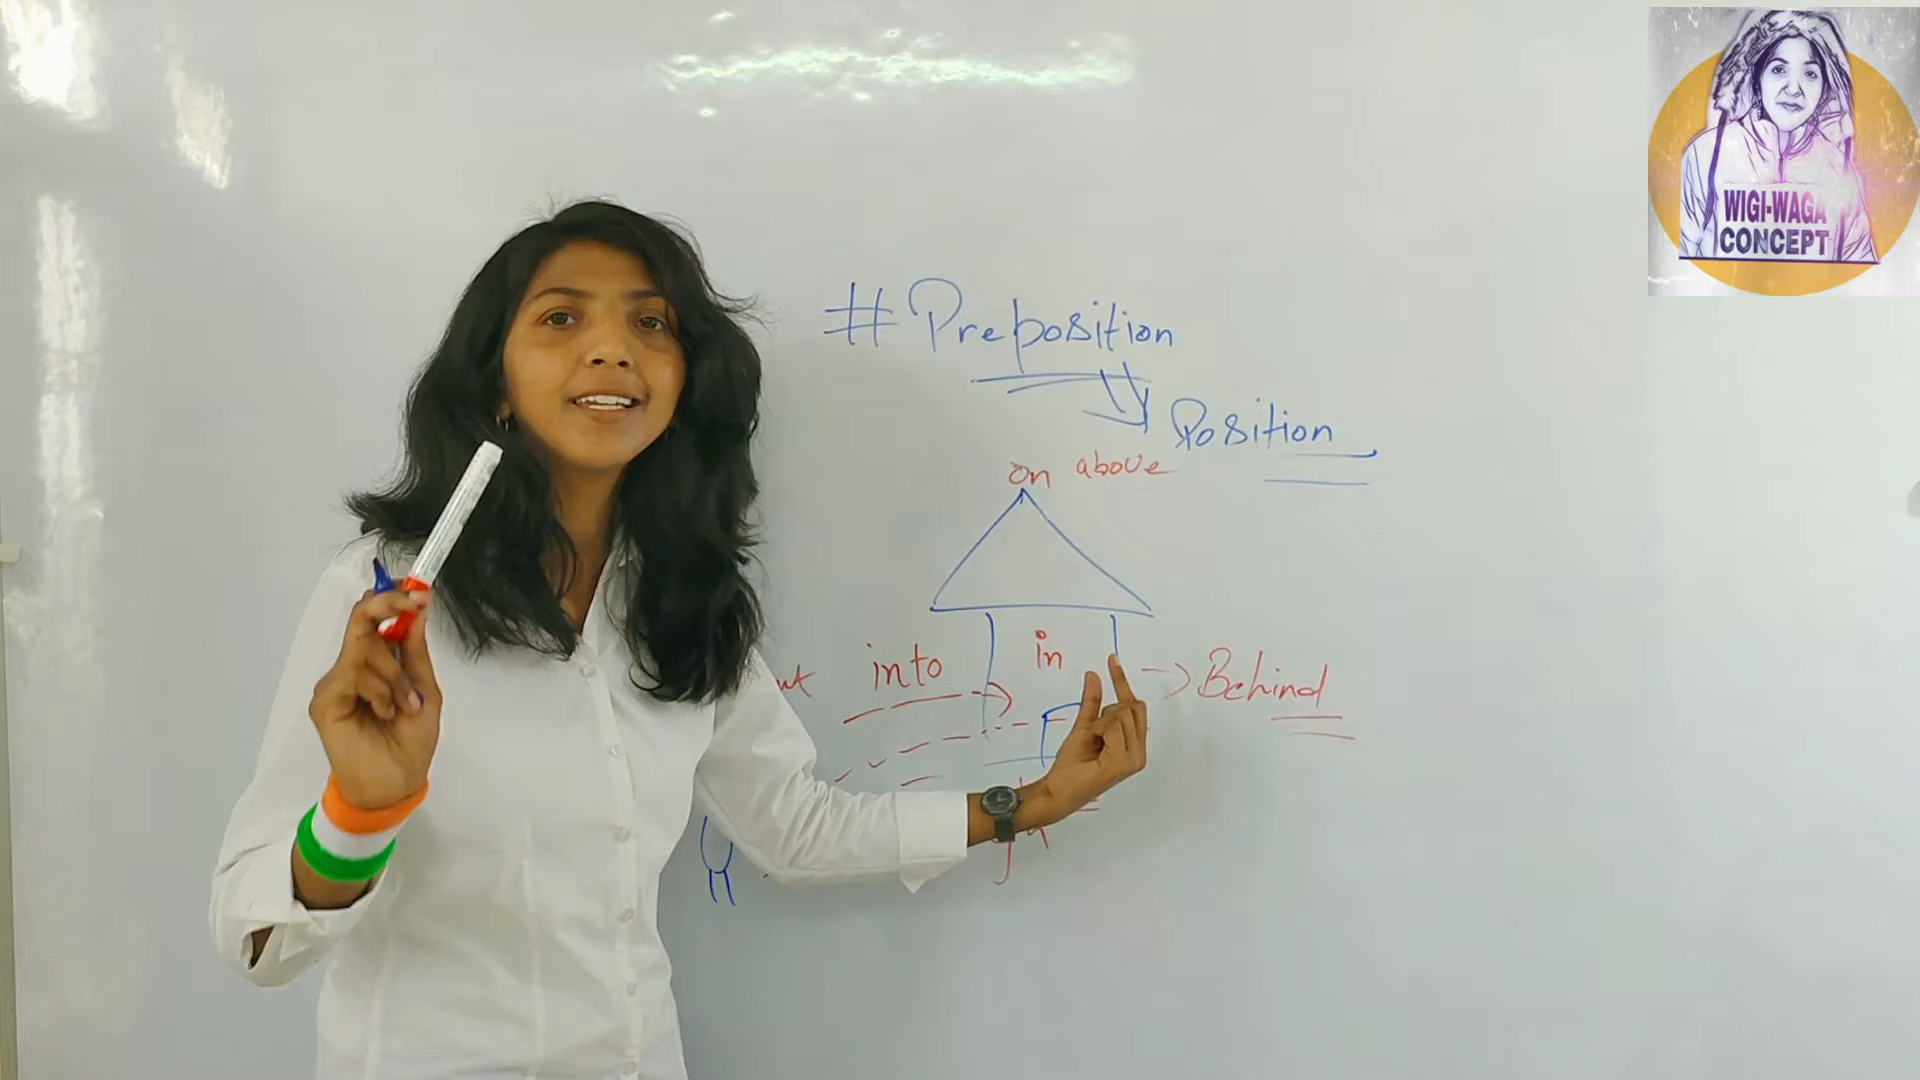 WIGI-WAGA
CONCEPT
#Preposition
Position
on above
into in Behind